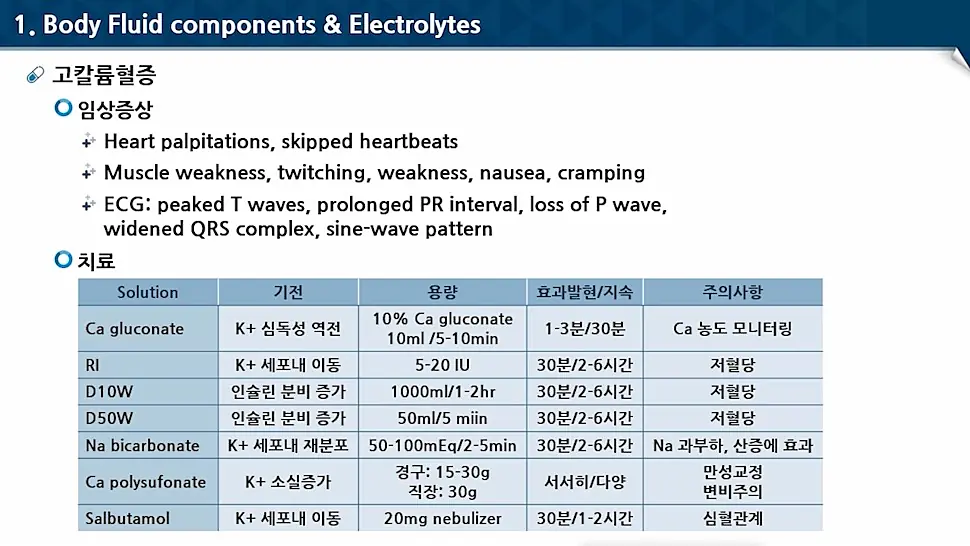 1. Body Fluid components & Electrolytes
고칼륨혈증
임상증상
Heart palpitations, skipped heartbeats
Muscle weakness, twitching, weakness, nausea, cramping
ECG: peaked T waves, prolonged PR interval, loss of P wave,
widened QRS complex, sine-wave pattern
치료
Solution 기전 용량 효과발현/지속 주의사항
Ca gluconate K+ 심독성 역전 10% Ca gluconate 10ml /5-10min 1-3분/30분 Ca 농도 모니터링
RI K+ 세포내 이동 5-20 IU 30분/2-6시간 저혈당
D10W 인슐린 분비 증가 1000ml/1-2hr 30분/2-6시간 저혈당
D50W 인슐린 분비 증가 50ml/5 miin 30분/2-6시간 저혈당
Na bicarbonate K+ 세포내 재분포 50-100mEq/2-5min 30분/2-6시간 Na 과부하, 산증에 효과
Ca polysufonate K+ 소실증가 경구: 15-30g 직장: 30g 서서히/다양 만성교정 변비주의
Salbutamol K+ 세포내 이동 20mg nebulizer 30분/1-2시간 심혈관계